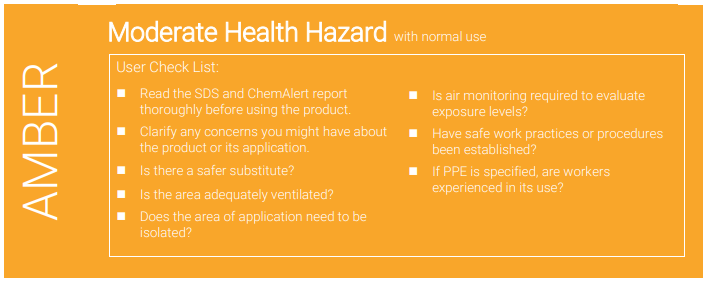 AMBER
Moderate Health Hazard with normal use
User Check List:
Read the SDS and ChemAlert report
thoroughly before using the product.
Clarify any concerns you might have about
the product or its application.
Is there a safer substitute?
Is the area adequately ventilated?
Does the area of application need to be
isolated?
Is air monitoring required to evaluate
exposure levels?
Have safe work practices or procedures
been established?
If PPE is specified, are workers
experienced in its use?